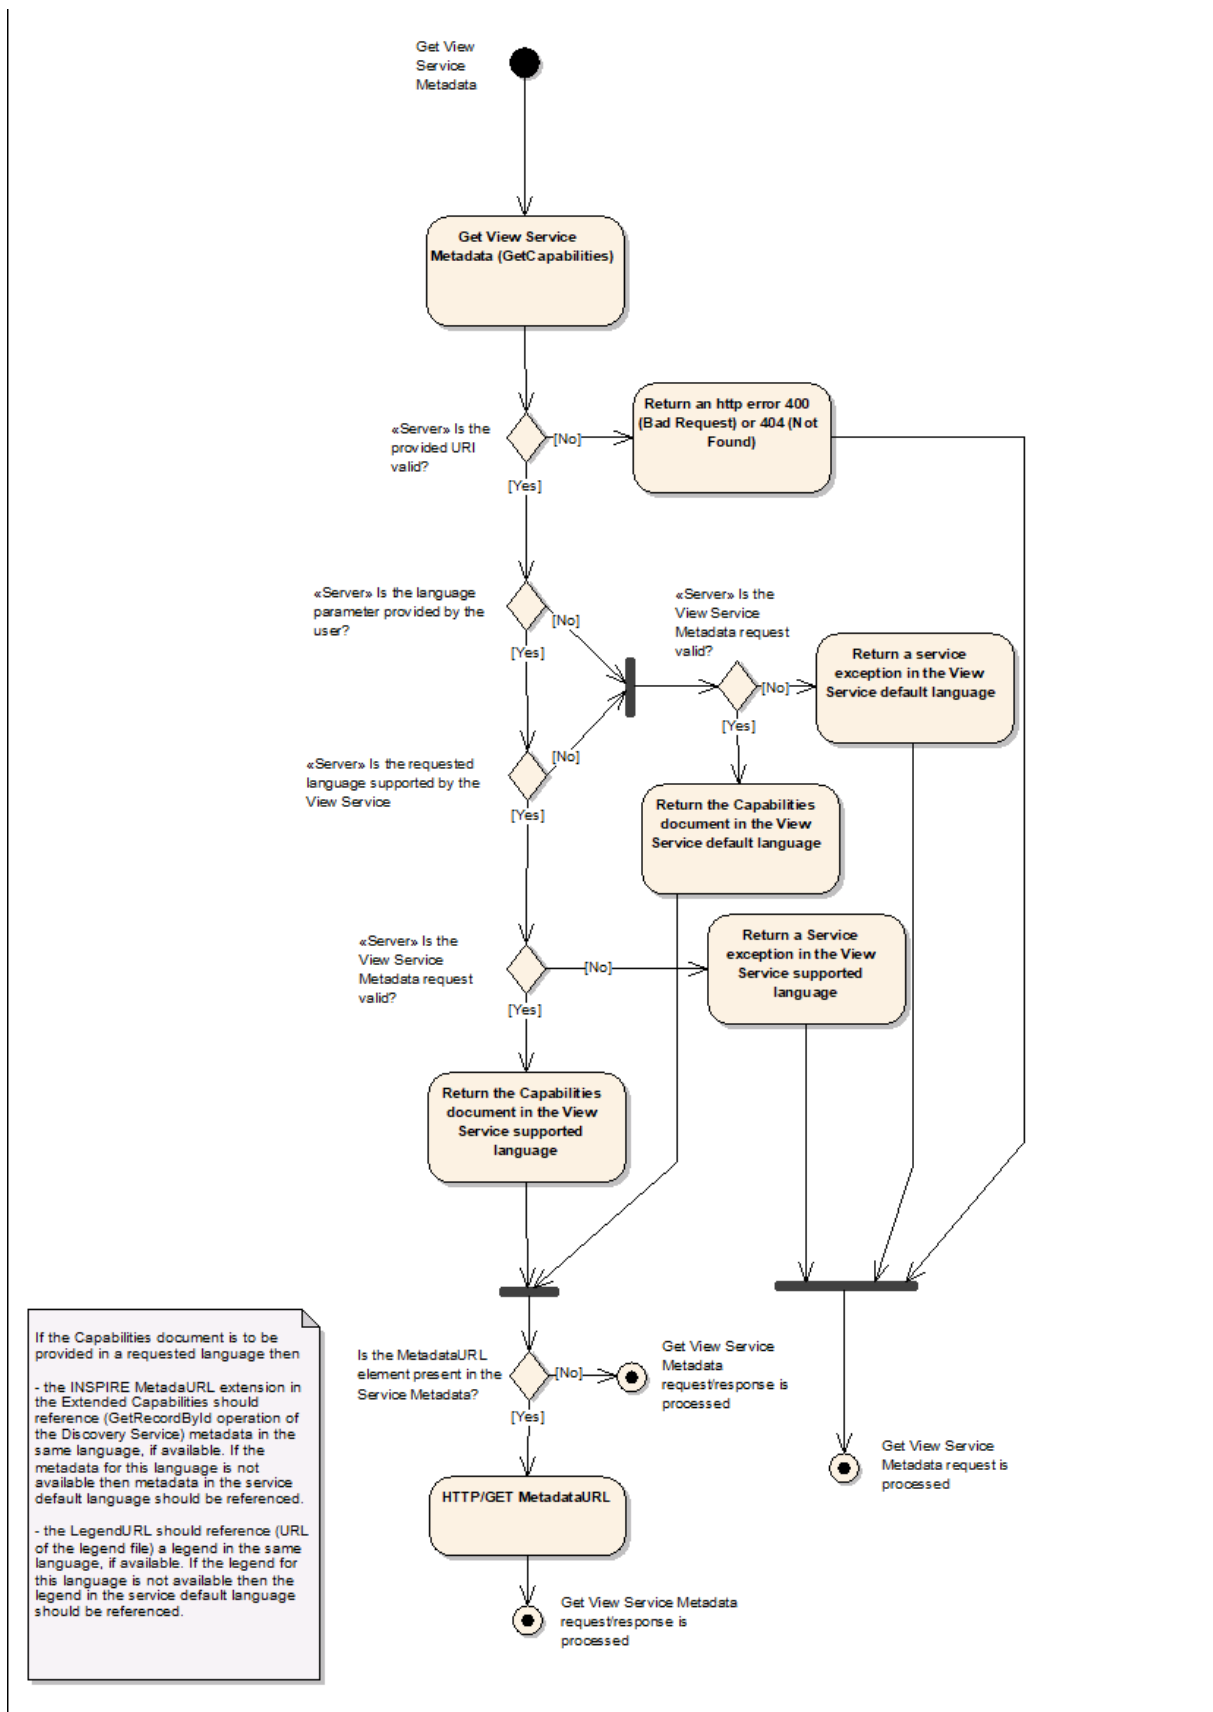 Get View
Service
Metadata
Get View Service
Metadata (GetCapabilities)
«Server» Is the
provided URI
valid?
[No]
[Yes]
Return an http error 400
(Bad Request) or 404 (Not
Found)
«Server» Is the language
parameter provided by the
user?
[No]
[Yes]
«Server» Is the
View Service
Metadata request
valid?
[No]
[Yes]
Return a service
exception in the View
Service default language
«Server» Is the requested
language supported by the
View Service
[No]
[Yes]
Return the Capabilities
document in the View
Service default language
«Server» Is the
View Service
Metadata request
valid?
[No]
[Yes]
Return a Service
exception in the View
Service supported
language
Return the Capabilities
document in the View
Service supported
language
If the Capabilities document is to be
provided in a requested language then
- the INSPIRE MetadaURL extension in
the Extended Capabilities should
reference (GetRecordById operation of
the Discovery Service) metadata in the
same language, if available. If the
metadata for this language is not
available then metadata in the service
default language should be referenced.
- the LegendURL should reference (URL
of the legend file) a legend in the same
language, if available. If the legend for
this language is not available then the
legend in the service default language
should be referenced.
Is the MetadataURL
element present in the
Service Metadata?
[No]
[Yes]
Get View Service
Metadata
request/response is
processed
Get View Service
Metadata request is
processed
HTTP/GET MetadataURL
Get View Service Metadata
request/response is
processed